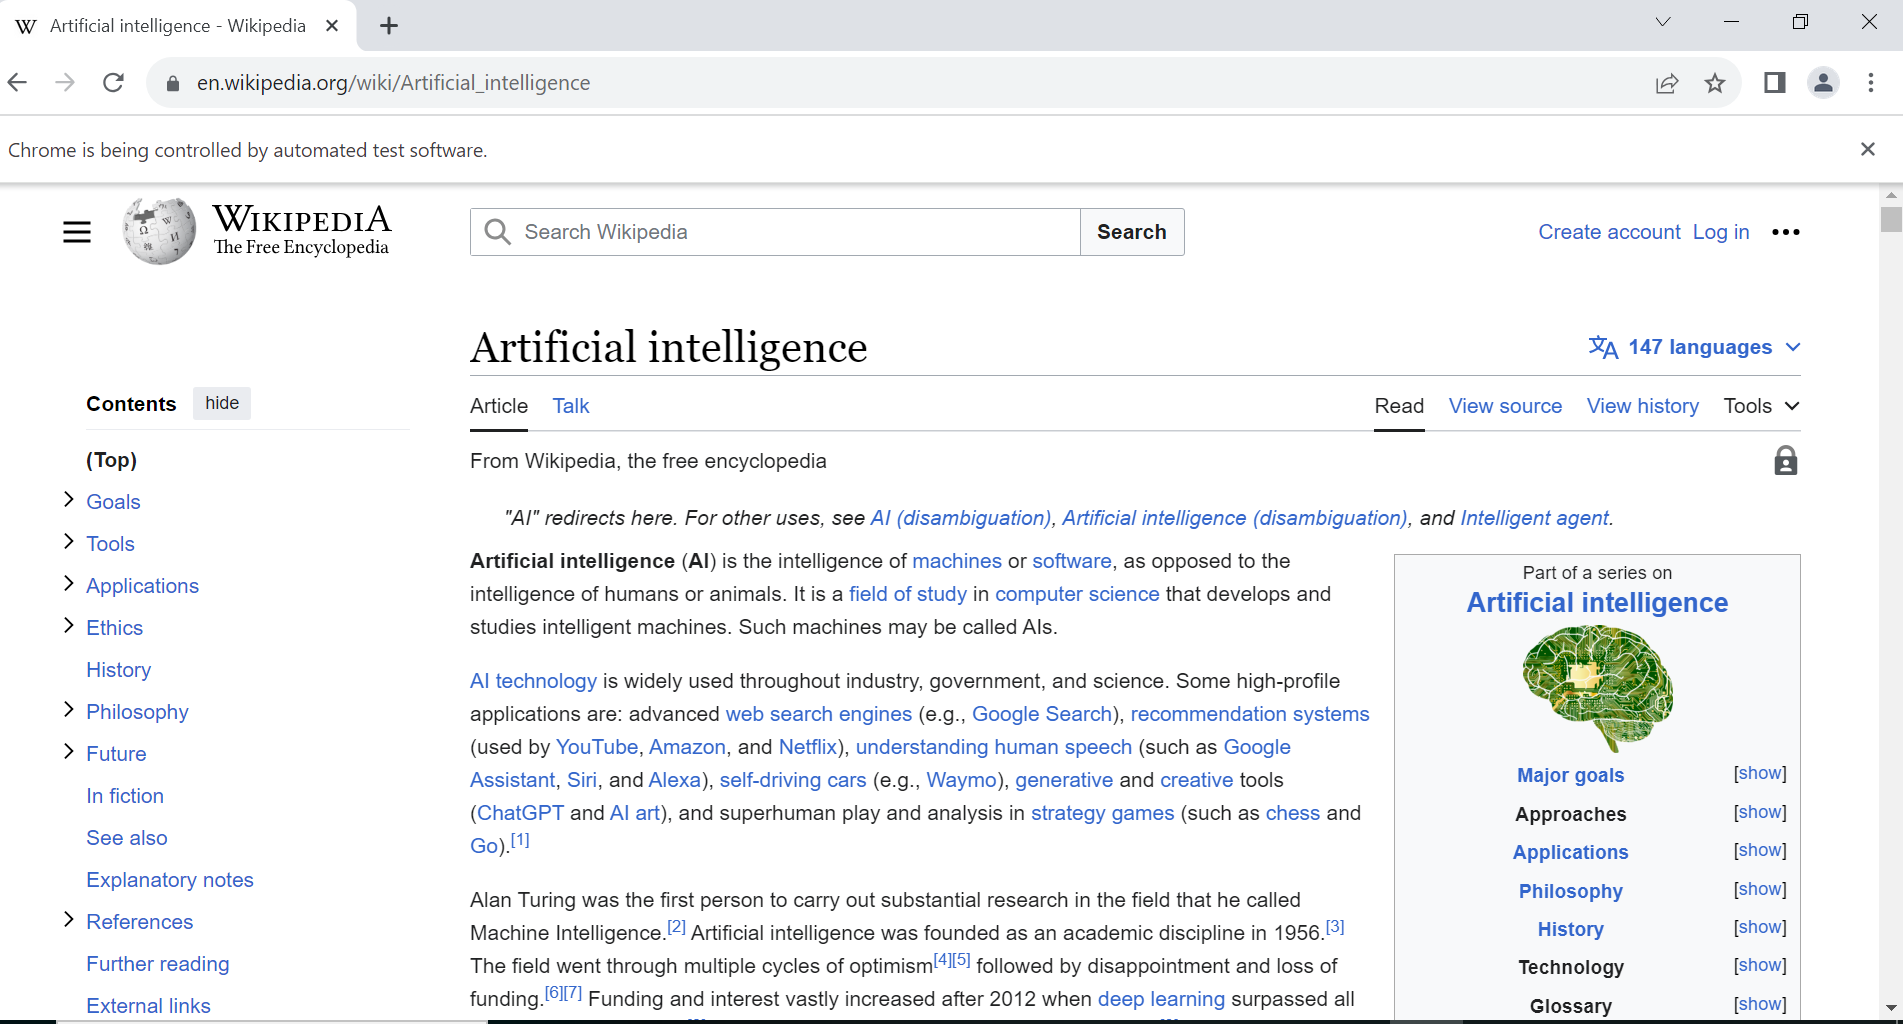 Artificial intelligence - Wikipedia
en.wikipedia.org/wiki/Artificial_intelligence
Chrome is being controlled by automated test software.
WIKIPEDIA
The Free Encyclopedia
Search Wikipedia
Search
Create account Log in
Artificial intelligence
147 languages
Contents hide
(Top)
Goals
Tools
Applications
Ethics
History
Philosophy
Future
In fiction
See also
Explanatory notes
References
Further reading
External links
Article Talk
Read View source View history Tools
From Wikipedia, the free encyclopedia
"AI" redirects here. For other uses, see AI (disambiguation), Artificial intelligence (disambiguation), and Intelligent agent.
Artificial intelligence (AI) is the intelligence of machines or software, as opposed to the
intelligence of humans or animals. It is a field of study in computer science that develops and
studies intelligent machines. Such machines may be called AIs.
AI technology is widely used throughout industry, government, and science. Some high-profile
applications are: advanced web search engines (e.g., Google Search), recommendation systems
(used by YouTube, Amazon, and Netflix), understanding human speech (such as Google
Assistant, Siri, and Alexa), self-driving cars (e.g., Waymo), generative and creative tools
(ChatGPT and AI art), and superhuman play and analysis in strategy games (such as chess and
Go).[1]
Alan Turing was the first person to carry out substantial research in the field that he called
Machine Intelligence.[2] Artificial intelligence was founded as an academic discipline in 1956.[3]
The field went through multiple cycles of optimism[4][5] followed by disappointment and loss of
funding.[6][7] Funding and interest vastly increased after 2012 when deep learning surpassed all
Part of a series on
Artificial intelligence
Major goals [show]
Approaches [show]
Applications [show]
Philosophy [show]
History [show]
Technology [show]
Glossary [show]